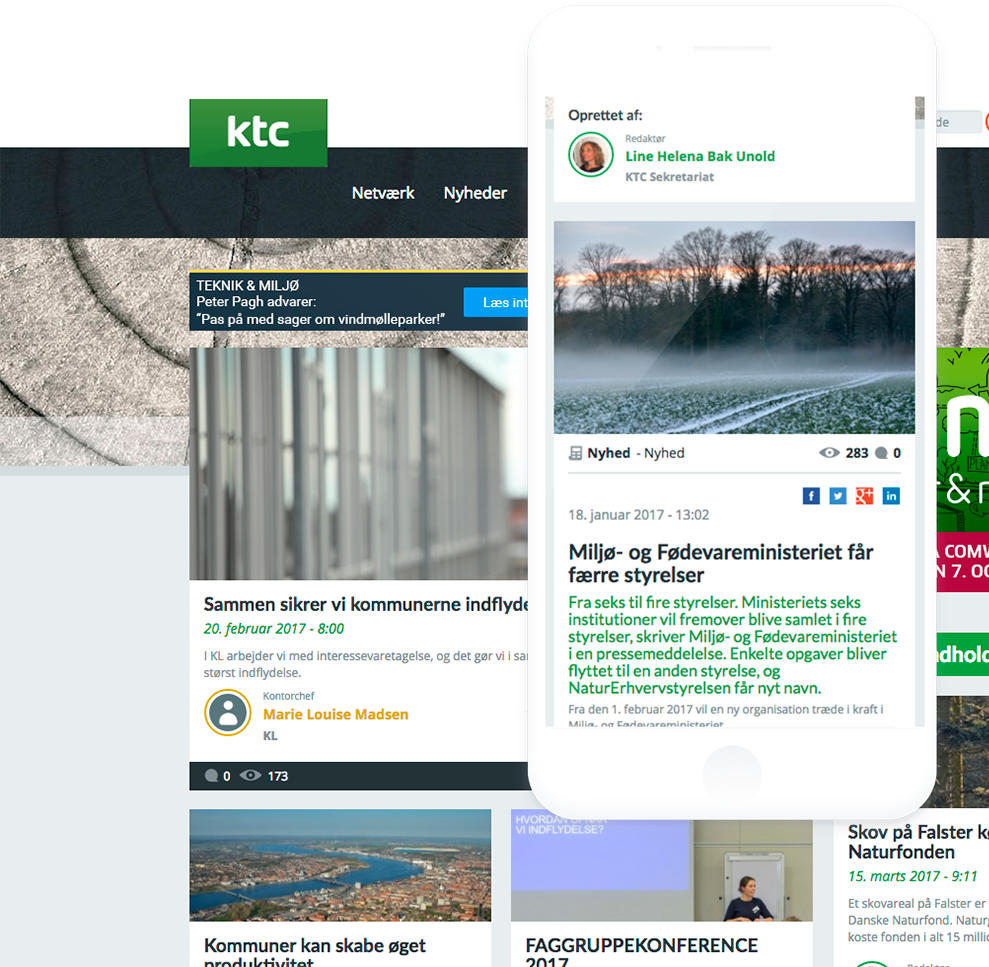 ktc
Netværk
Nyheder
TEKNIK & MILJØ
Peter Pagh advarer:
”Pas på med sager om vindmølleparker!”
Læs int
Sammen sikrer vi kommunerne indflyde
20. februar 2017 - 8:00
I KL arbejder vi med interessevaretagelse, og det gør vi i sar
størst indflydelse.
Kontorchef
Marie Louise Madsen
KL
0 173
Kommuner kan skabe øget
produktivitet
Oprettet af:
Redaktør
Line Helena Bak Unold
KTC Sekretariat
Nyhed - Nyhed 283 0
f in
18. januar 2017 - 13:02
Miljø- og Fødevareministeriet får
færre styrelser
Fra seks til fire styrelser. Ministeriets seks
institutioner vil fremover blive samlet i fire
styrelser, skriver Miljø- og Fødevareministeriet
i en pressemeddelelse. Enkelte opgaver bliver
flyttet til en anden styrelse, og
NaturErhvervstyrelsen får nyt navn.
Fra den 1. februar 2017 vil en ny organisation træde i kraft i
Miljø- og Fødevareministeriet
VI INDFLYDELSE?
FAGGRUPPEKONFERENCE
2017
de
&
A COMW
N 7. OC
ndhold
Skov på Falster k
Naturfonden
15. marts 2017 - 9:11
Et skovareal på Falster er
Danske Naturfond. Naturg
koste fonden i alt 15 millio
Redaktør